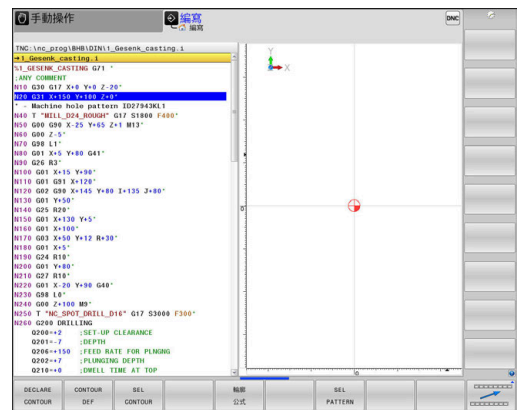 手動操作
編寫
編寫
DNC
TNC:\nc_prog\BHB\DIN\1_Gesenk_casting.i
→1_Gesenk_casting.i
%1_GESENK_CASTING G71 *
;ANY COMMENT
N10 G30 G17 X+0 Y+0 Z-20*
N20 G31 X+150 Y+100 Z+0*
* - Machine hole pattern ID27943KL1
N40 T "MILL_D24_ROUGH" G17 S1800 F400*
N50 G00 G90 X-25 Y+65 Z+1 M13*
N60 G00 Z-5*
N70 G98 L1*
N80 G01 X+5 Y+80 G41*
N90 G26 R3*
N100 G01 X+15 Y+90*
N110 G01 G91 X+120*
N120 G02 G90 X+145 Y+80 I+135 J+80*
N130 G01 Y+50*
N140 G25 R20*
N150 G01 X+130 Y+5*
N160 G01 X+100*
N170 G03 X+50 Y+12 R+30*
N180 G01 X+5*
N190 G24 R10*
N200 G01 Y+80*
N210 G27 R10*
N220 G01 X-20 Y+90 G40*
N230 G98 L0*
N240 G00 Z+100 M9*
N250 T "NC_SPOT_DRILL_D16" G17 S3000 F300*
N260 G200 DRILLING
Q200=+2 ;SET-UP CLEARANCE
Q201=-7 ;DEPTH
Q206=+150 ;FEED RATE FOR PLNGNG
Q202=+7 ;PLUNGING DEPTH
Q210=+0 ;DWELL TIME AT TOP
Y
X
0
0
DECLARE
CONTOUR
CONTOUR
DEF
SEL
CONTOUR
輪廓
公式
SEL
PATTERN